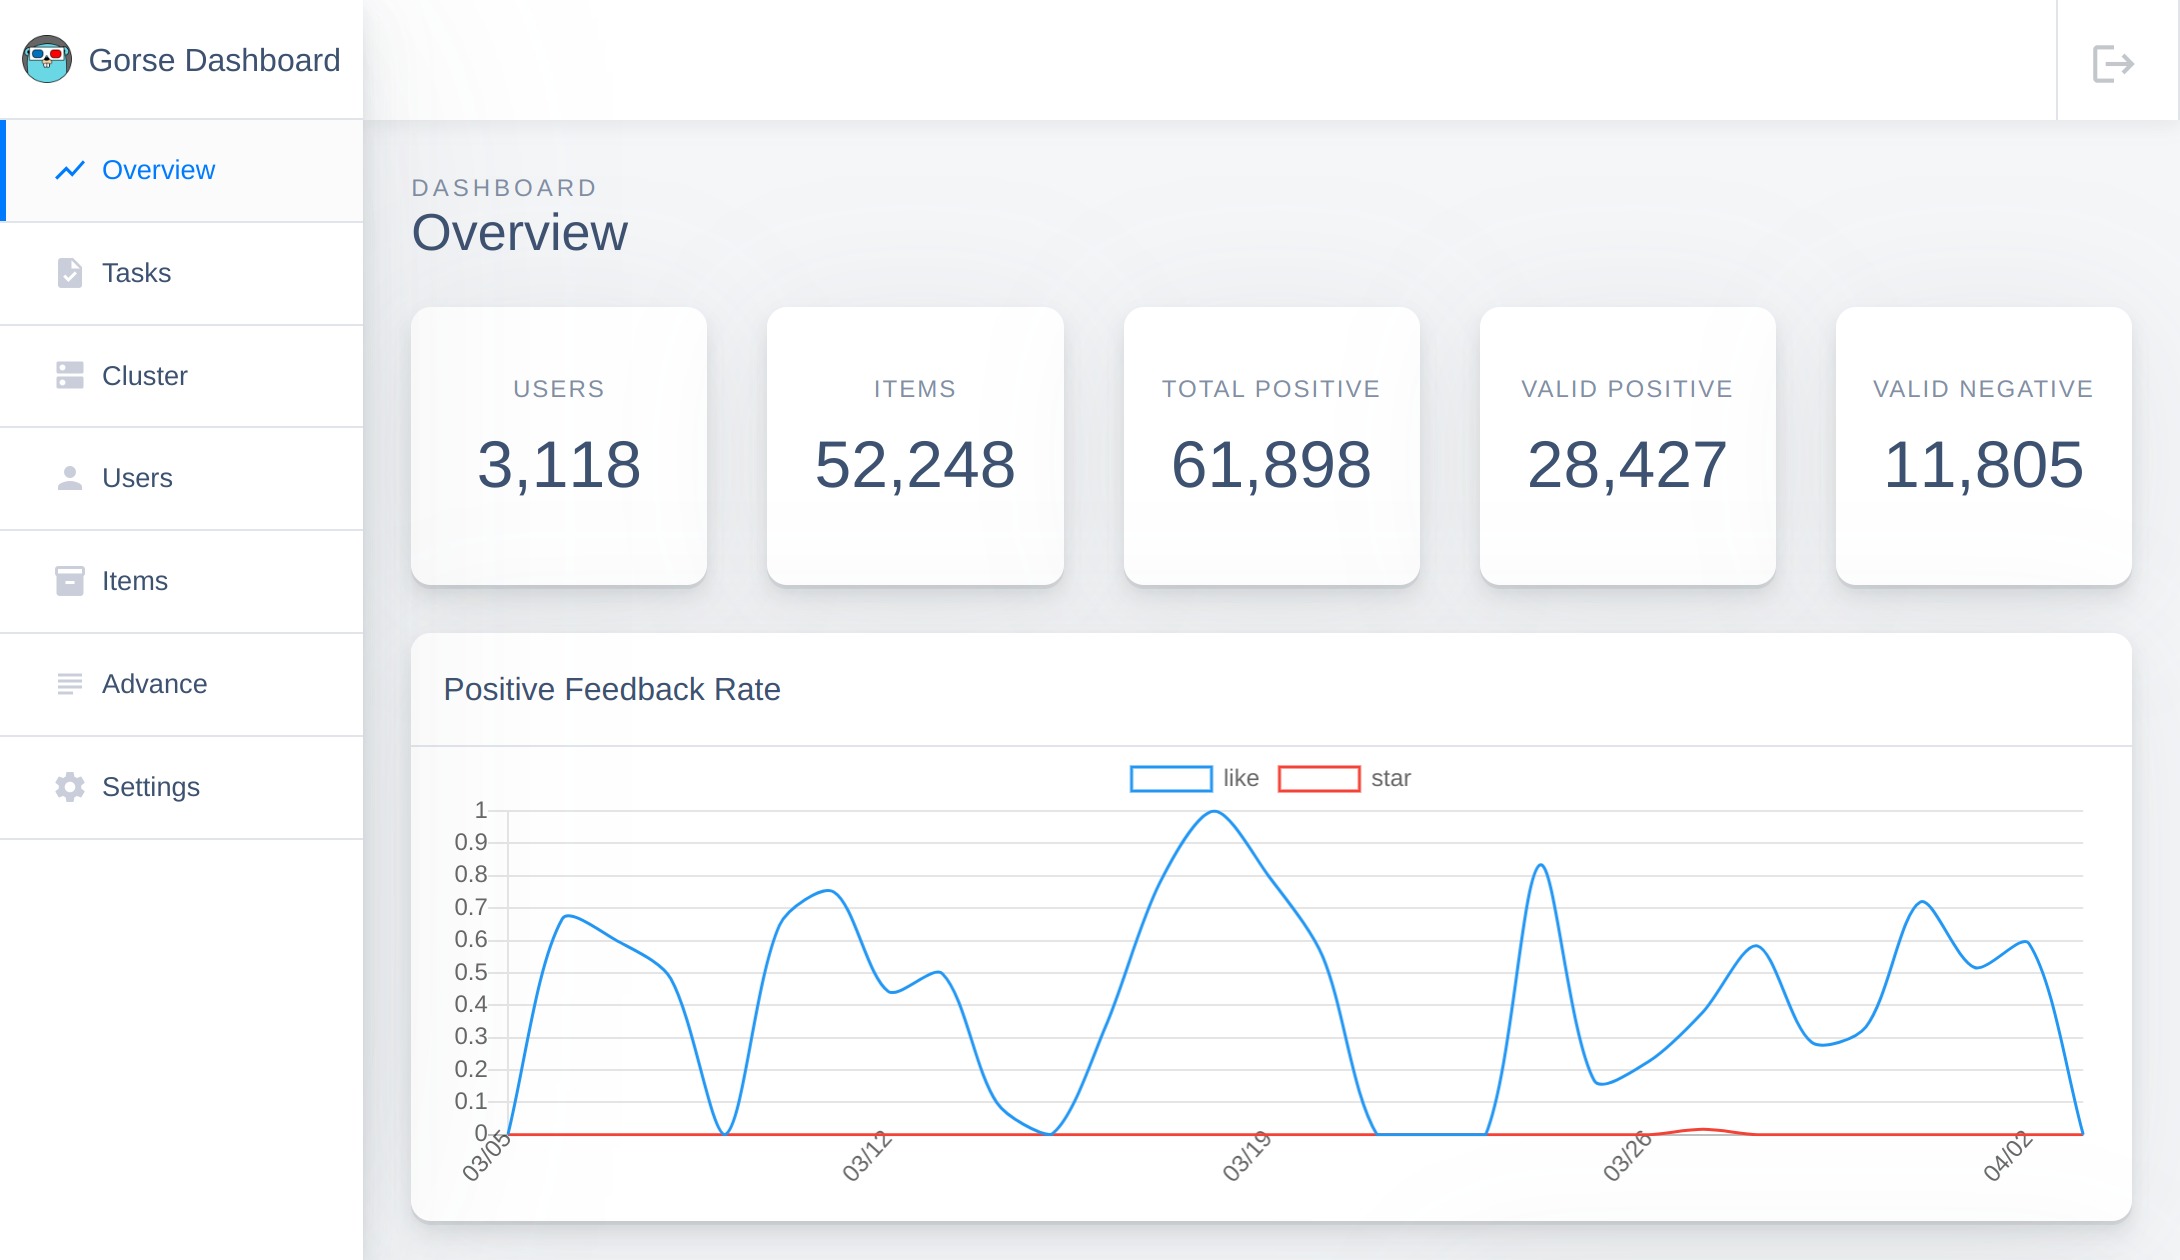 Gorse Dashboard
Overview
Tasks
Cluster
Users
Items
Advance
Settings
DASHBOARD
Overview
USERS
3,118
ITEMS
52,248
TOTAL POSITIVE
61,898
VALID POSITIVE
28,427
VALID NEGATIVE
11,805
Positive Feedback Rate
like star
1
0.9
0.8
0.7
0.6
0.5
0.4
0.3
0.2
0.1
0
03/05 03/12 03/19 03/26 04/02